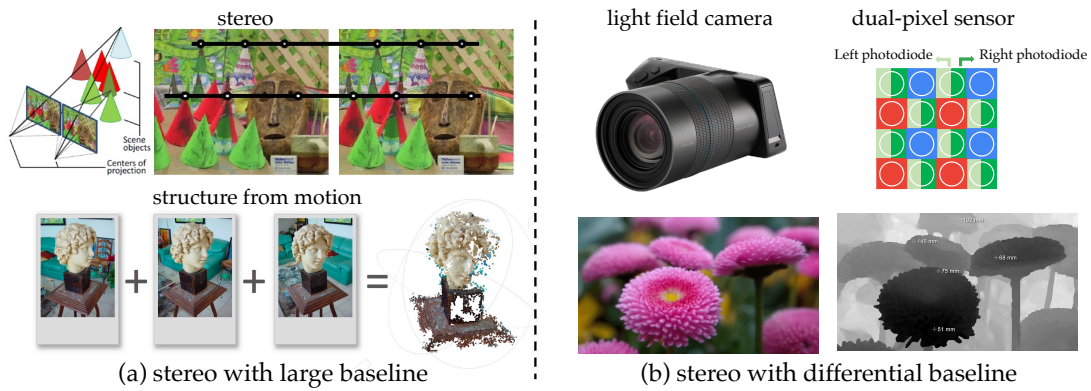 stereo
Scene
objects
Centers of
projection
structure from motion
+ + =
(a) stereo with large baseline
light field camera
dual-pixel sensor
Left photodiode
Right photodiode
145 mm
68 mm
75 mm
51 mm
(b) stereo with differential baseline